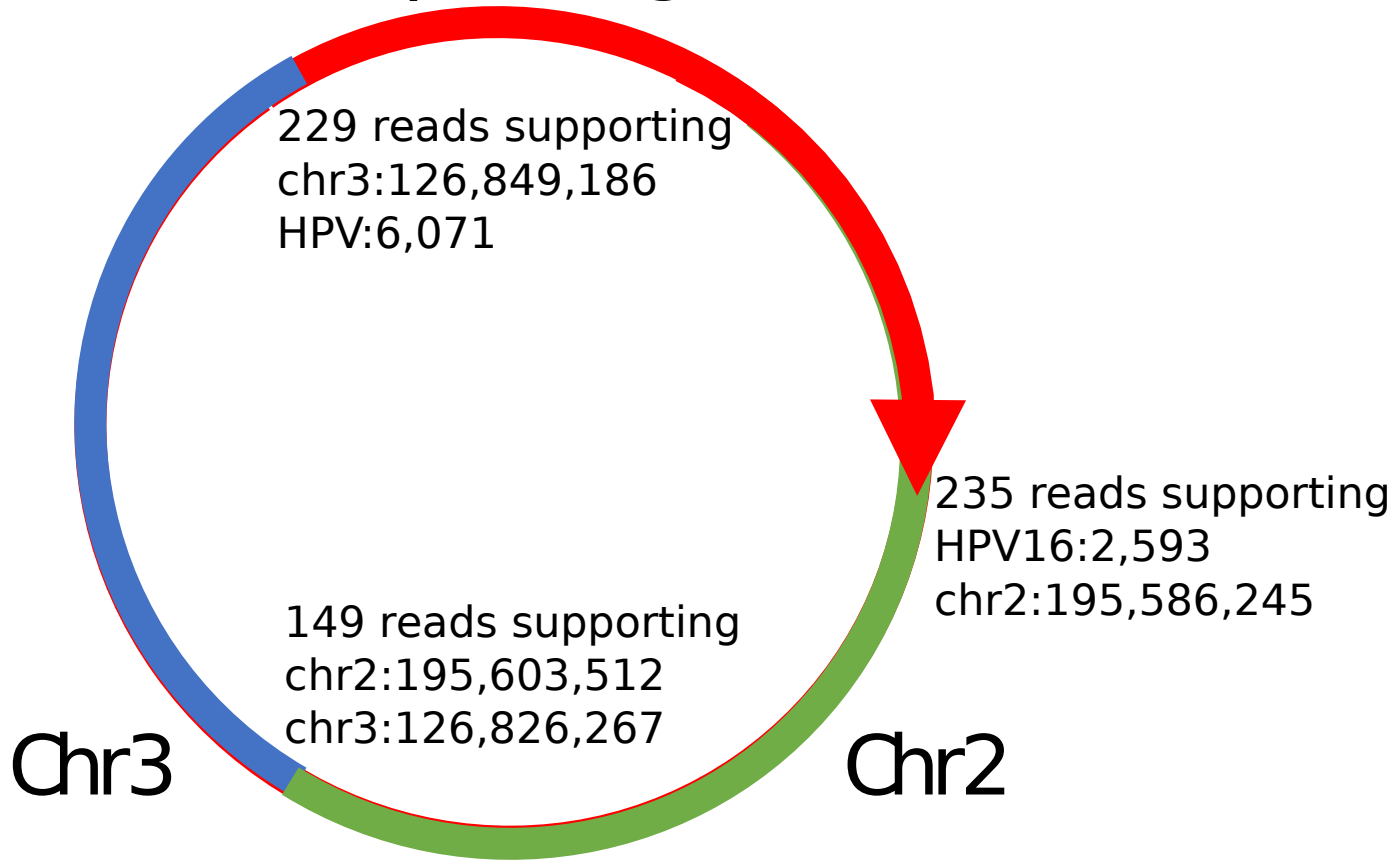 229 reads supporting
chr3:126,849,186
HPV:6,071
235 reads supporting
HPV16:2,593
chr2:195,586,245
149 reads supporting
chr2:195,603,512
chr3:126,826,267
Chr3
Chr2